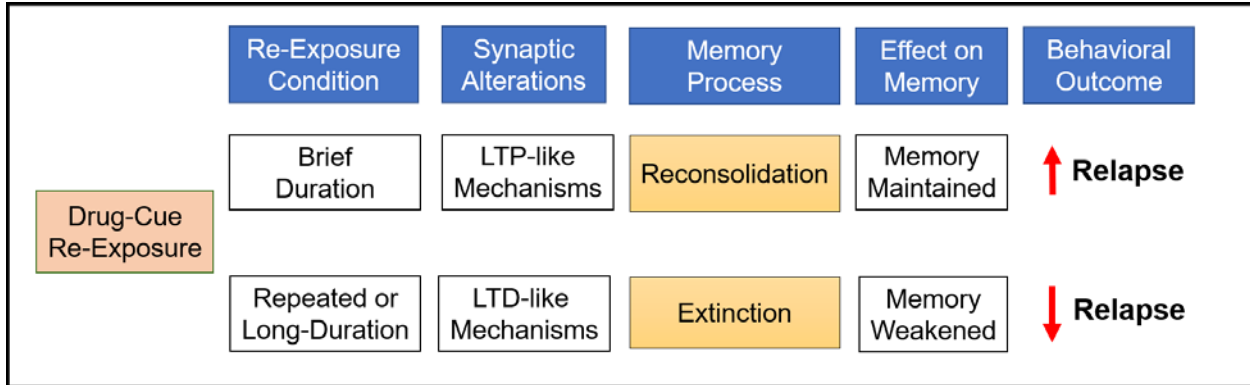 Re-Exposure
Condition
Synaptic
Alterations
Memory
Process
Effect on
Memory
Behavioral
Outcome
Drug-Cue
Re-Exposure
Brief
Duration
LTP-like
Mechanisms
Reconsolidation
Memory
Maintained
Relapse
Repeated or
Long-Duration
LTD-like
Mechanisms
Extinction
Memory
Weakened
Relapse